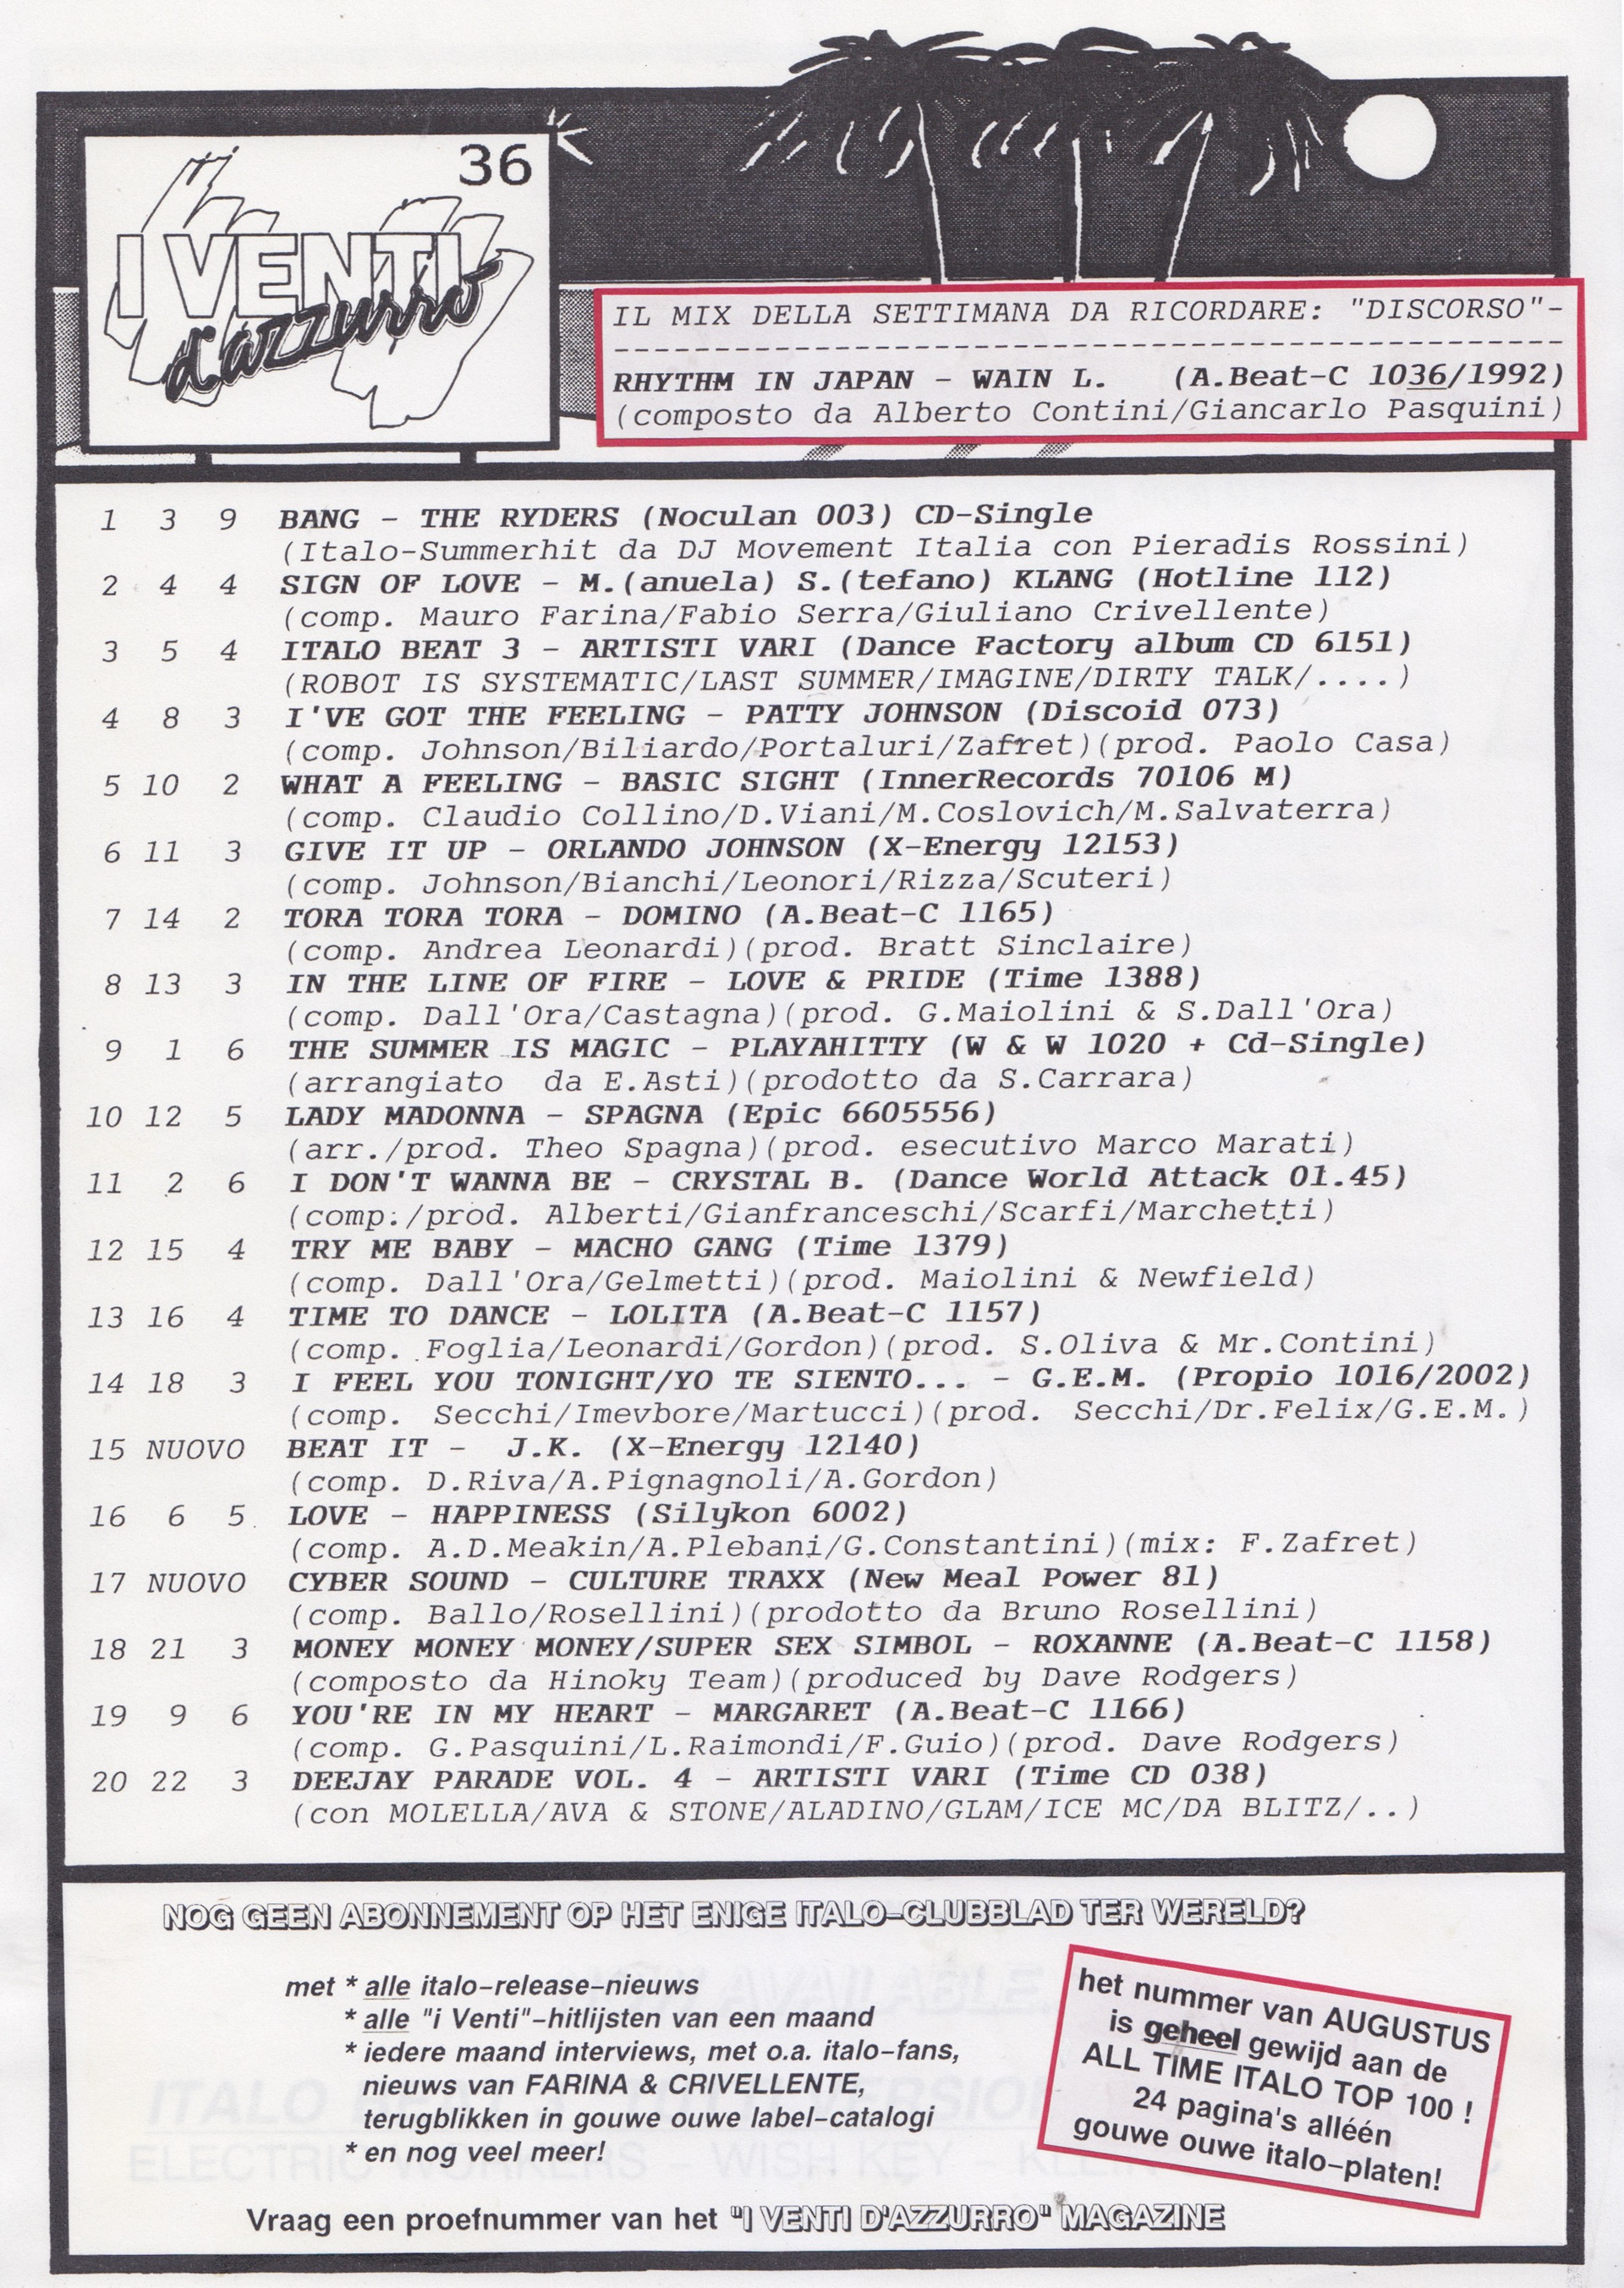 36
I VENTI
d'azzurro
IL MIX DELLA SETTIMANA DA RICORDARE: "DISCORSO"-
------------------------------------------------
RHYTHM IN JAPAN - WAIN L. (A.Beat-C 1036/1992)
(composto da Alberto Contini/Giancarlo Pasquini)
1 3 9 BANG - THE RYDERS (Noculan 003) CD-Single
(Italo-Summerhit da DJ Movement Italia con Pieradis Rossini)
2 4 4 SIGN OF LOVE - M.(anuela) S.(tefano) KLANG (Hotline 112)
(comp. Mauro Farina/Fabio Serra/Giuliano Crivellente)
3 5 4 ITALO BEAT 3 - ARTISTI VARI (Dance Factory album CD 6151)
(ROBOT IS SYSTEMATIC/LAST SUMMER/IMAGINE/DIRTY TALK/....)
4 8 3 I'VE GOT THE FEELING - PATTY JOHNSON (Discoid 073)
(comp. Johnson/Biliardo/Portaluri/Zafret)(prod. Paolo Casa)
5 10 2 WHAT A FEELING - BASIC SIGHT (InnerRecords 70106 M)
(comp. Claudio Collino/D.Viani/M.Coslovich/M.Salvaterra)
6 11 3 GIVE IT UP - ORLANDO JOHNSON (X-Energy 12153)
(comp. Johnson/Bianchi/Leonori/Rizza/Scuteri)
7 14 2 TORA TORA TORA - DOMINO (A.Beat-C 1165)
(comp. Andrea Leonardi)(prod. Bratt Sinclaire)
8 13 3 IN THE LINE OF FIRE - LOVE & PRIDE (Time 1388)
(comp. Dall'Ora/Castagna)(prod. G.Maiolini & S.Dall'Ora)
9 1 6 THE SUMMER IS MAGIC - PLAYAHITTY (W & W 1020 + Cd-Single)
(arrangiato da E.Asti)(prodotto da S.Carrara)
10 12 5 LADY MADONNA - SPAGNA (Epic 6605556)
(arr./prod. Theo Spagna)(prod. esecutivo Marco Marati)
11 2 6 I DON'T WANNA BE - CRYSTAL B. (Dance World Attack 01.45)
(comp./prod. Alberti/Gianfranceschi/Scarfi/Marchetti)
12 15 4 TRY ME BABY - MACHO GANG (Time 1379)
(comp. Dall'Ora/Gelmetti)(prod. Maiolini & Newfield)
13 16 4 TIME TO DANCE - LOLITA (A.Beat-C 1157)
(comp. Foglia/Leonardi/Gordon)(prod. S.Oliva & Mr.Contini)
14 18 3 I FEEL YOU TONIGHT/YO TE SIENTO... - G.E.M. (Propio 1016/2002)
(comp. Secchi/Imevbore/Martucci)(prod. Secchi/Dr.Felix/G.E.M.)
15 NUOVO BEAT IT - J.K. (X-Energy 12140)
(comp. D.Riva/A.Pignagnoli/A.Gordon)
16 6 5 LOVE - HAPPINESS (Silykon 6002)
(comp. A.D.Meakin/A.Plebani/G.Constantini)(mix: F.Zafret)
17 NUOVO CYBER SOUND - CULTURE TRAXX (New Meal Power 81)
(comp. Ballo/Rosellini)(prodotto da Bruno Rosellini)
18 21 3 MONEY MONEY MONEY/SUPER SEX SIMBOL - ROXANNE (A.Beat-C 1158)
(composto da Hinoky Team)(produced by Dave Rodgers)
19 9 6 YOU'RE IN MY HEART - MARGARET (A.Beat-C 1166)
(comp. G.Pasquini/L.Raimondi/F.Guio)(prod. Dave Rodgers)
20 22 3 DEEJAY PARADE VOL. 4 - ARTISTI VARI (Time CD 038)
(con MOLELLA/AVA & STONE/ALADINO/GLAM/ICE MC/DA BLITZ/..)
NOG GEEN ABONNEMENT OP HET ENIGE ITALO-CLUBBLAD TER WERELD?
met * alle italo-release-nieuws
* alle "i Venti"-hitlijsten van een maand
* iedere maand interviews, met o.a. italo-fans,
nieuws van FARINA & CRIVELLENTE,
terugblikken in gouwe ouwe label-catalogi
* en nog veel meer!
het nummer van AUGUSTUS
is geheel gewijd aan de
ALL TIME ITALO TOP 100 !
24 pagina's alléén
gouwe ouwe italo-platen!
Vraag een proefnummer van het "I VENTI D'AZZURRO" MAGAZINE